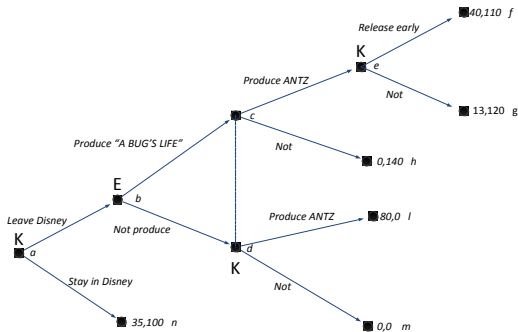 Release early
40,110 f
K
e
Produce ANTZ
Not
13,120 g
c
Produce "A BUG'S LIFE"
Not
0,140 h
E
b
Leave Disney
Not produce
Produce ANTZ
80,0 l
K
a
d
K
Stay in Disney
Not
35,100 n
0,0 m